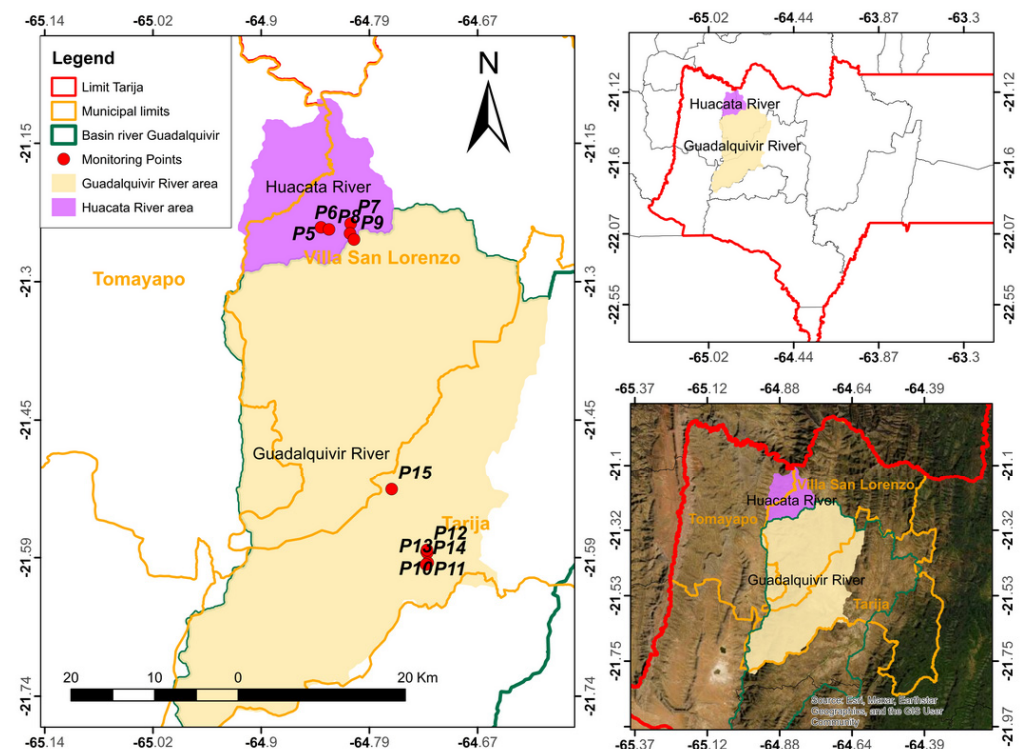 -65.14 -65.02 -64.9 -64.79 -64.67
Legend
Limit Tarija
Municipal limits
Basin river Guadalquivir
Monitoring Points
Guadalquivir River area
Huacata River area
N
-21.15 -21.15
Huacata River
P7
P6 P8
P9
P5
Villa San Lorenzo
Tomayapo
-21.3 -21.3
-21.45 -21.45
Guadalquivir River
P15
Tarija
P12
P13 P14
P10 P11
-21.59 -21.59
20 10 0 20 Km
-21.74 -21.74
-65.14 -65.02 -64.9 -64.79 -64.67
-65.02 -64.44 -63.87 -63.3
-21.12 -21.12
Huacata River
Guadalquivir River
-21.6 -21.6
-22.07 -22.07
-22.55 -22.55
-65.02 -64.44 -63.87 -63.3
-65.37 -65.12 -64.88 -64.64 -64.39
-21.1 -21.1
Villa San Lorenzo
Huacata River
Tomayapo
-21.32 -21.32
Guadalquivir River
-21.53 -21.53
Tarija
-21.75 -21.75
Source: Esri, Maxar, Earthstar
Geographics, and the GIS User
Community
-21.97 -21.97
-65.37 -65.12 -64.88 -64.64 -64.39